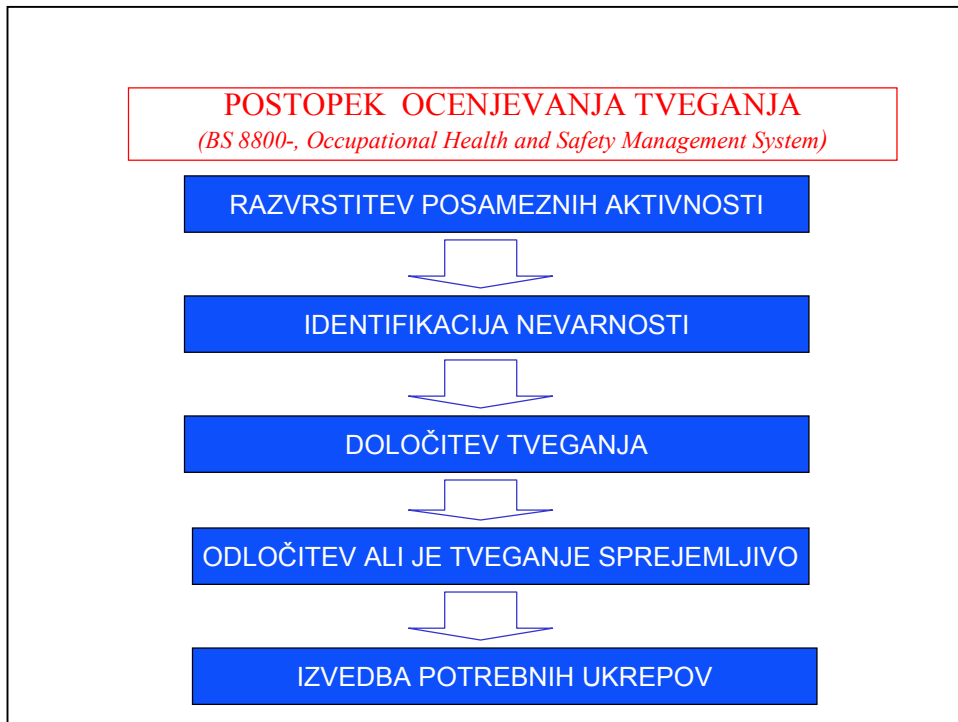 POSTOPEK OCENJEVANJA TVEGANJA
(BS 8800-, Occupational Health and Safety Management System)
RAZVRSTITEV POSAMEZNIH AKTIVNOSTI
IDENTIFIKACIJA NEVARNOSTI
DOLOČITEV TVEGANJA
ODLOČITEV ALI JE TVEGANJE SPREJEMLJIVO
IZVEDBA POTREBNIH UKREPOV